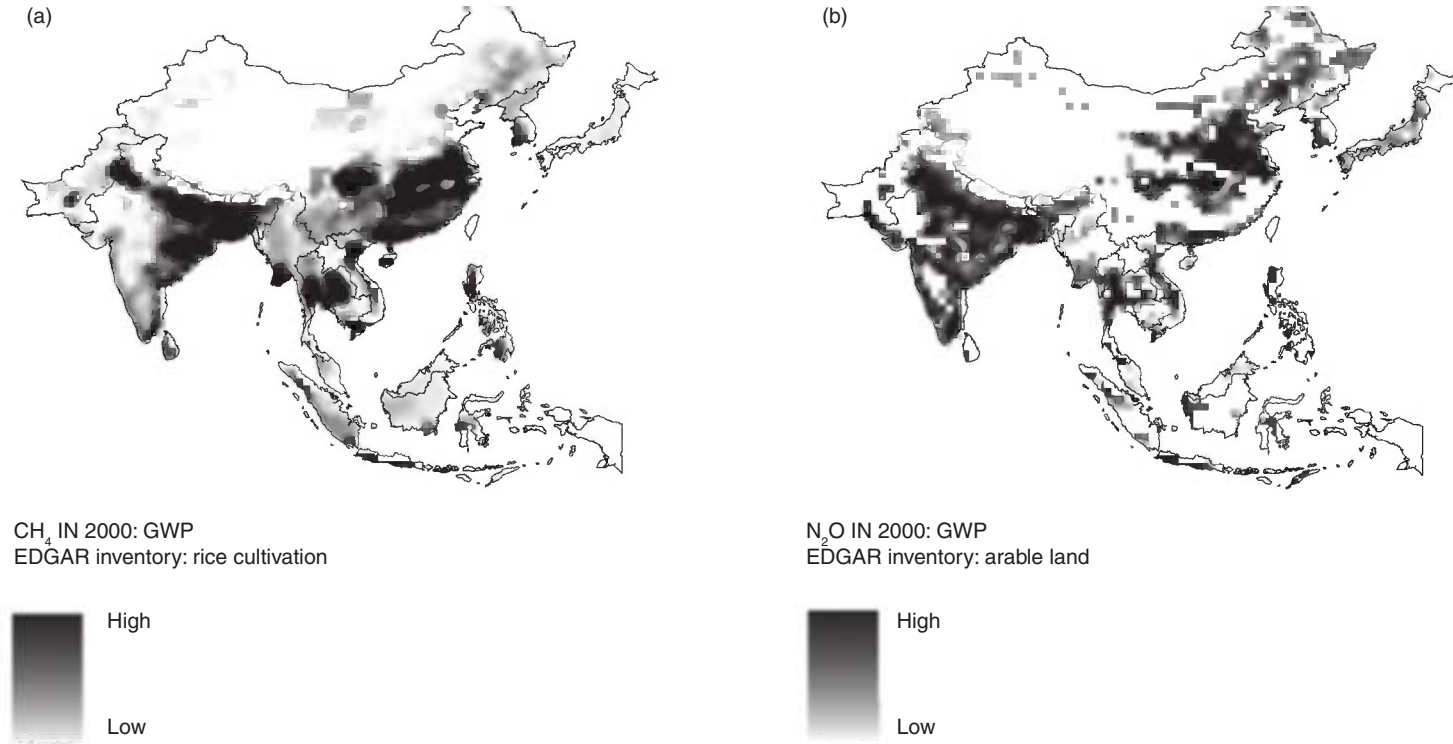 (a)
CH₄ IN 2000: GWP
EDGAR inventory: rice cultivation
High
Low
(b)
N₂O IN 2000: GWP
EDGAR inventory: arable land
High
Low